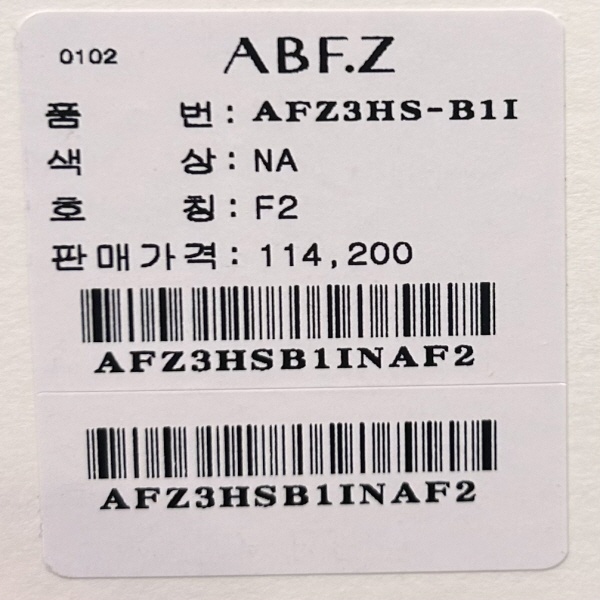 0102 ABF.Z
품 번 : AFZ3HS-B1I
색 상 : NA
호 칭 : F2
판매가격 : 114,200
AFZ3HSB1INAF2
AFZ3HSB1INAF2